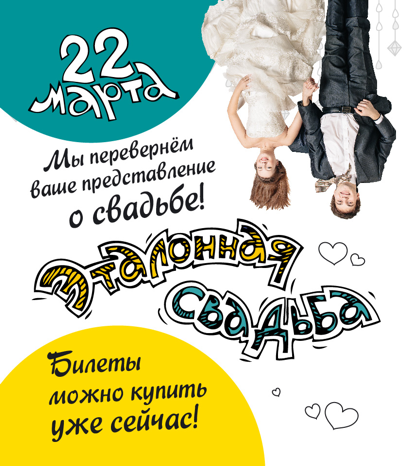 22
марта
Мы перевернём
ваше представление
о свадьбе!
Эталонная
свадьба
Билеты
можно купить
уже сейчас!